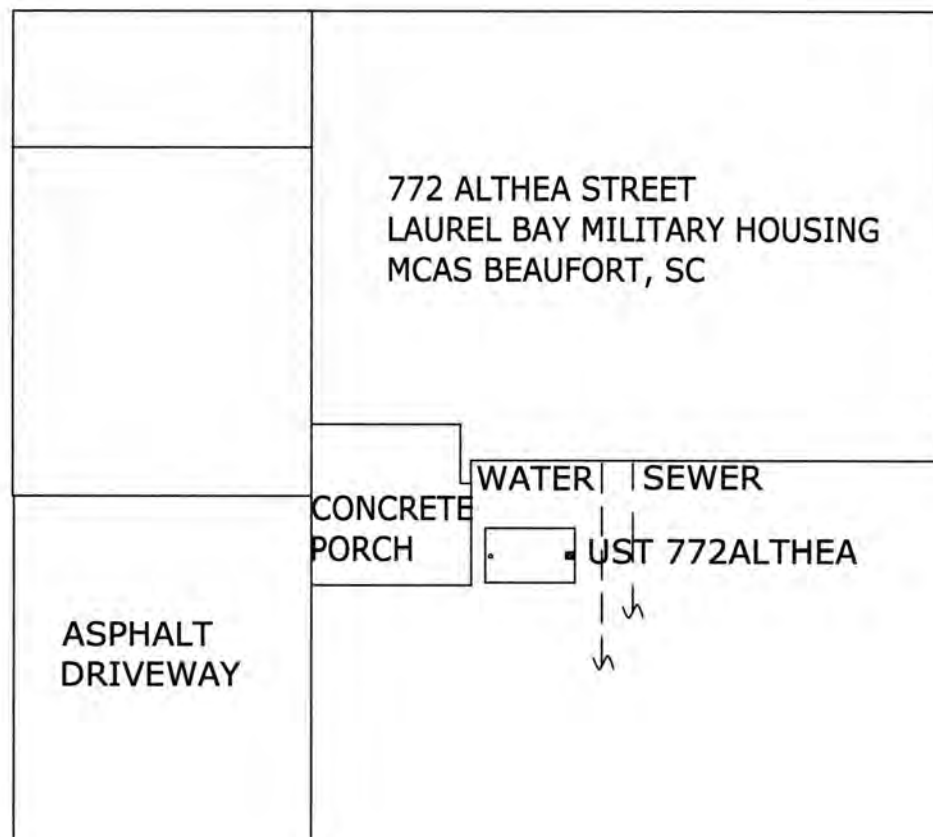 772 ALTHEA STREET
LAUREL BAY MILITARY HOUSING
MCAS BEAUFORT, SC
WATER
SEWER
CONCRETE
PORCH
UST 772ALTHEA
ASPHALT
DRIVEWAY